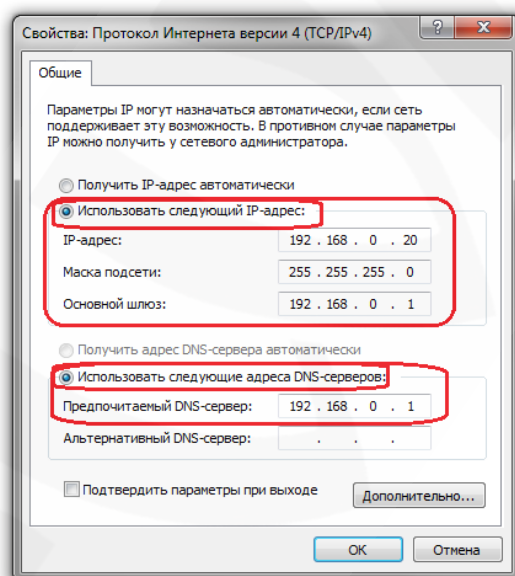 Свойства: Протокол Интернета версии 4 (TCP/IPv4)
?
X
Общие
Параметры IP могут назначаться автоматически, если сеть
поддерживает эту возможность. В противном случае параметры
IP можно получить у сетевого администратора.
Получить IP-адрес автоматически
Использовать следующий IP-адрес:
IP-адрес: 192 . 168 . 0 . 20
Маска подсети: 255 . 255 . 255 . 0
Основной шлюз: 192 . 168 . 0 . 1
Получить адрес DNS-сервера автоматически
Использовать следующие адреса DNS-серверов:
Предпочитаемый DNS-сервер: 192 . 168 . 0 . 1
Альтернативный DNS-сервер: . . .
Подтвердить параметры при выходе
Дополнительно...
OK Отмена